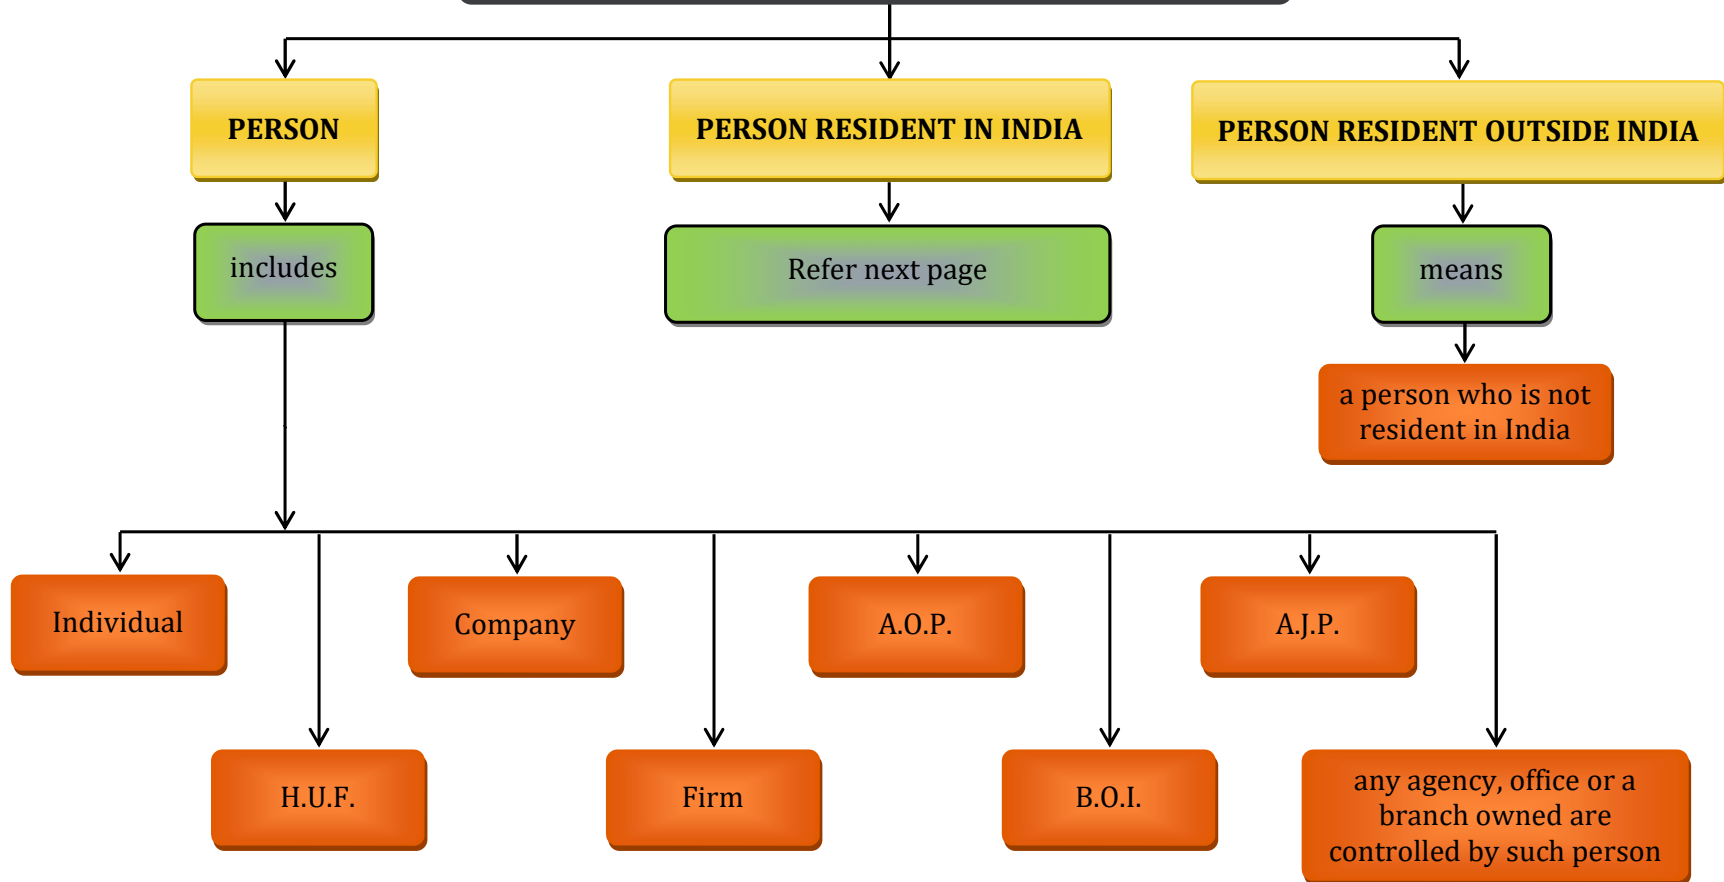 PERSON
PERSON RESIDENT IN INDIA
PERSON RESIDENT OUTSIDE INDIA
includes
Refer next page
means
a person who is not
resident in India
Individual
Company
A.O.P.
A.J.P.
H.U.F.
Firm
B.O.I.
any agency, office or a
branch owned are
controlled by such person